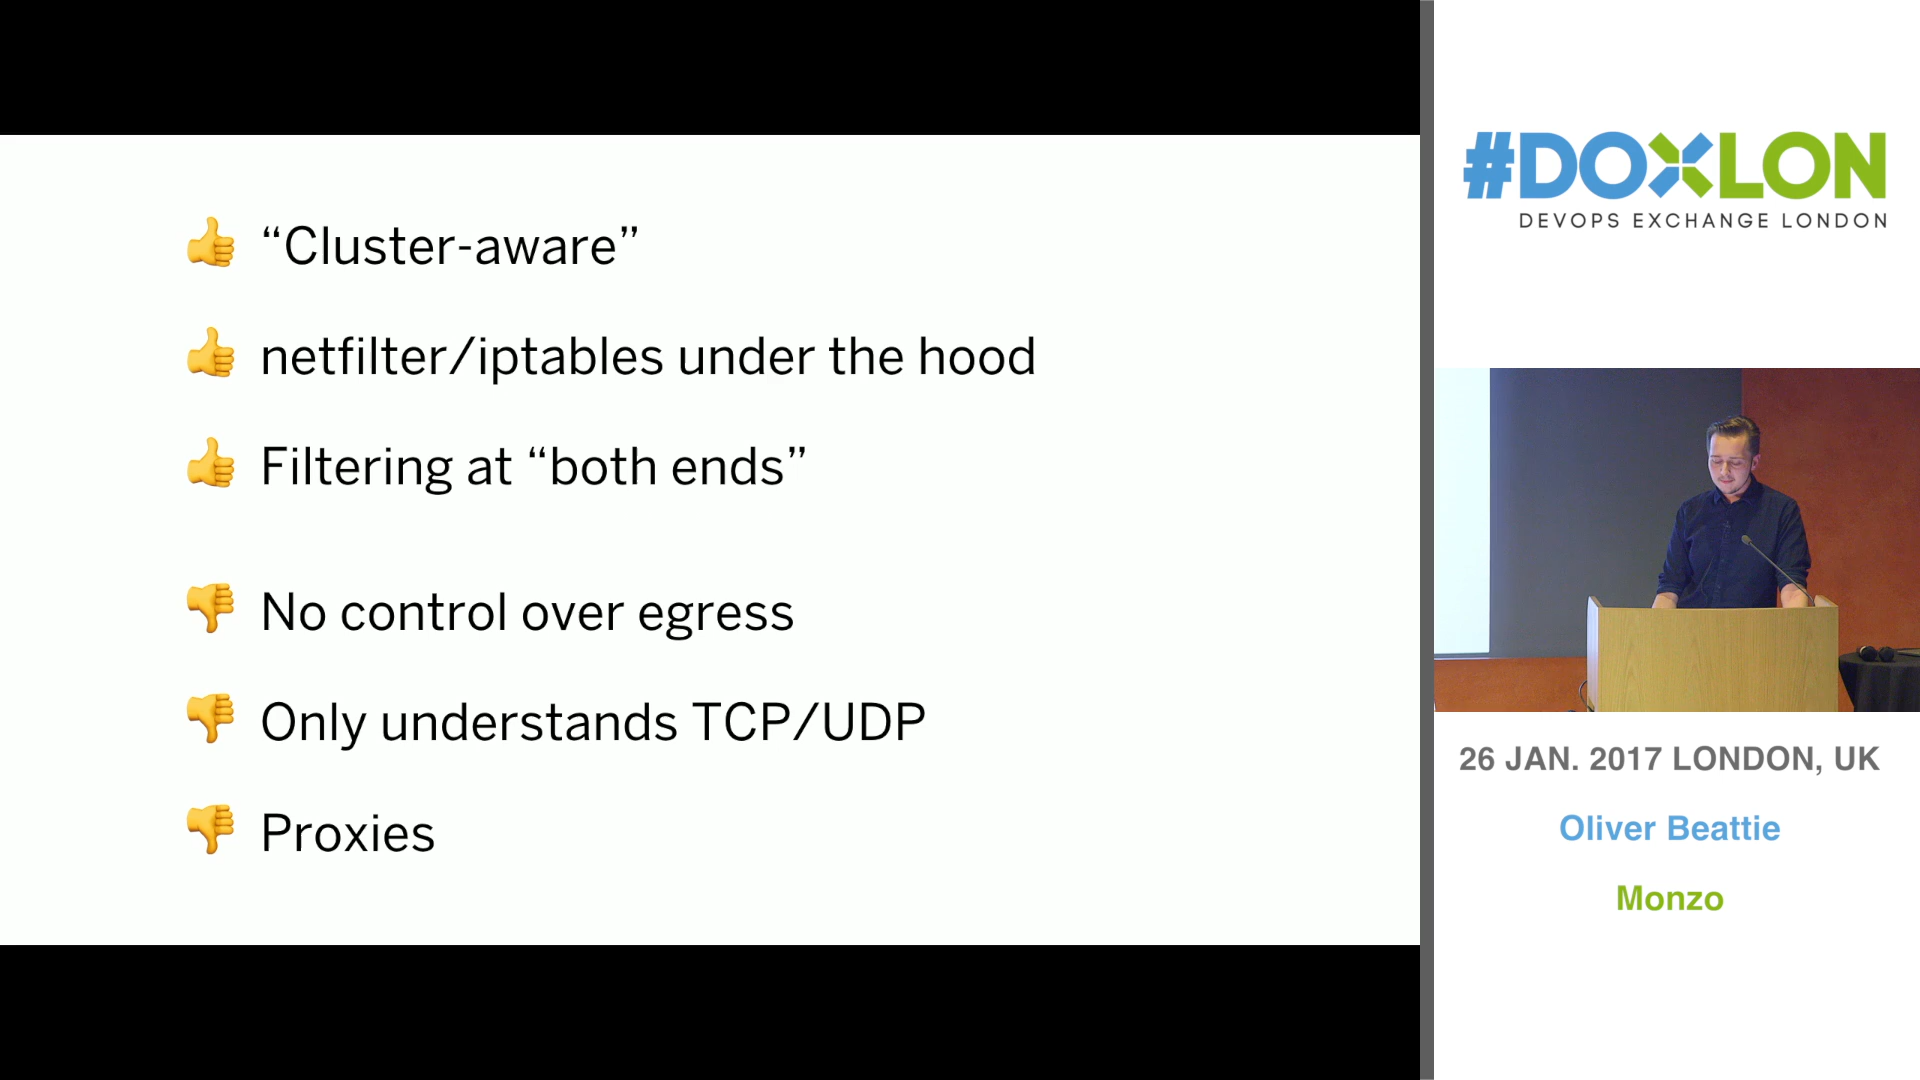 “Cluster-aware”
netfilter/iptables under the hood
Filtering at “both ends”
No control over egress
Only understands TCP/UDP
Proxies
#DOXLON
DEVOPS EXCHANGE LONDON
26 JAN. 2017 LONDON, UK
Oliver Beattie
Monzo